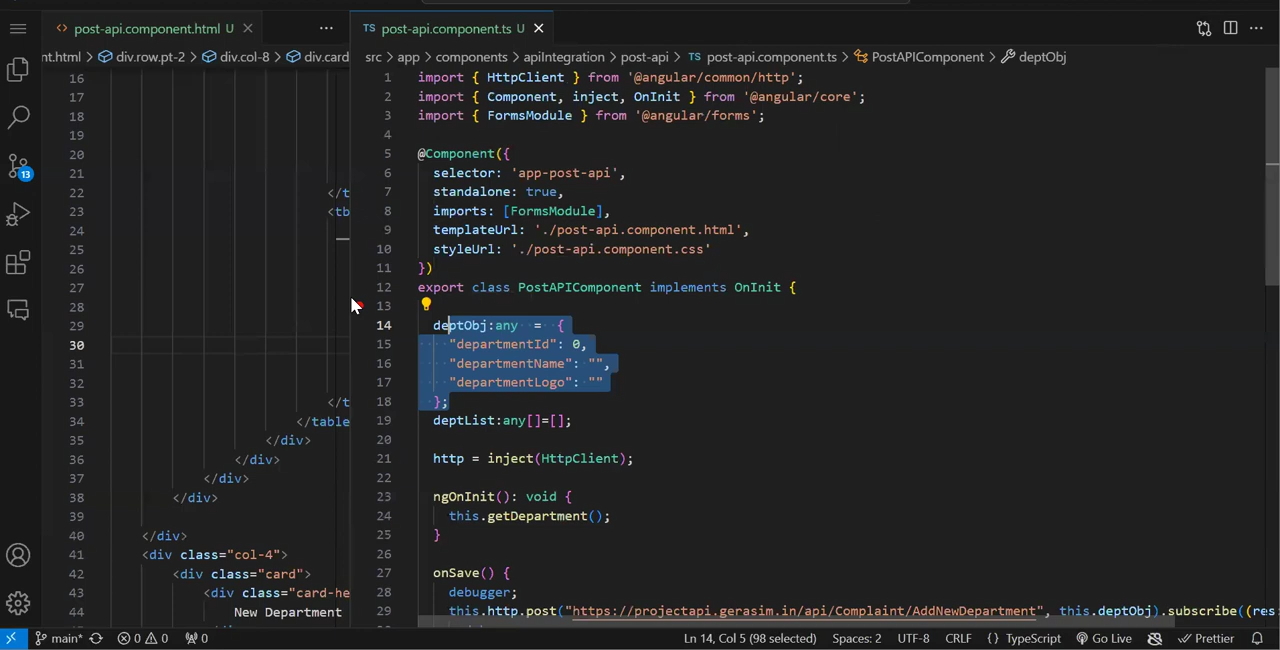 post-api.component.html U
post-api.component.ts U
nt.html > div.row.pt-2 > div.col-8 > div.card
src > app > components > apiIntegration > post-api > post-api.component.ts > PostAPIComponent > deptObj
16
17
18
19
20
21
22 </t
23 <tb
24
25
26
27
28
29
30
31
32
33 </t
34 </table
35 </div>
36 </div>
37 </div>
38 </div>
39
40 </div>
41 <div class="col-4">
42 <div class="card">
43 <div class="card-he
44 New Department
1 import { HttpClient } from '@angular/common/http';
2 import { Component, inject, OnInit } from '@angular/core';
3 import { FormsModule } from '@angular/forms';
4
5 @Component({
6 selector: 'app-post-api',
7 standalone: true,
8 imports: [FormsModule],
9 templateUrl: './post-api.component.html',
10 styleUrl: './post-api.component.css'
11 })
12 export class PostAPIComponent implements OnInit {
13
14 deptObj:any = {
15 "departmentId": 0,
16 "departmentName": "",
17 "departmentLogo": ""
18 };
19 deptList:any[]=[];
20
21 http = inject(HttpClient);
22
23 ngOnInit(): void {
24 this.getDepartment();
25 }
26
27 onSave() {
28 debugger;
29 this.http.post("https://projectapi.gerasim.in/api/Complaint/AddNewDepartment", this.deptObj).subscribe((res:
13
main* 0 0 0 Ln 14, Col 5 (98 selected) Spaces: 2 UTF-8 CRLF {} TypeScript Go Live Prettier